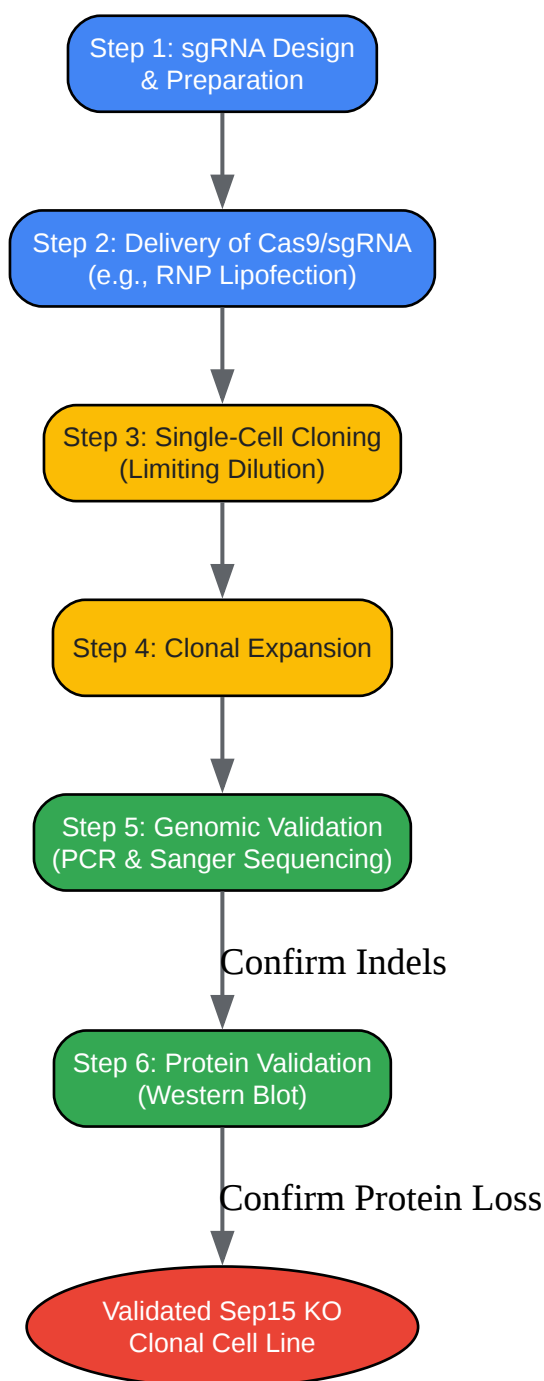 Step 1: sgRNA Design
& Preparation
Step 2: Delivery of Cas9/sgRNA
(e.g., RNP Lipofection)
Step 3: Single-Cell Cloning
(Limiting Dilution)
Step 4: Clonal Expansion
Step 5: Genomic Validation
(PCR & Sanger Sequencing)
Confirm Indels
Step 6: Protein Validation
(Western Blot)
Confirm Protein Loss
Validated Sep15 KO
Clonal Cell Line